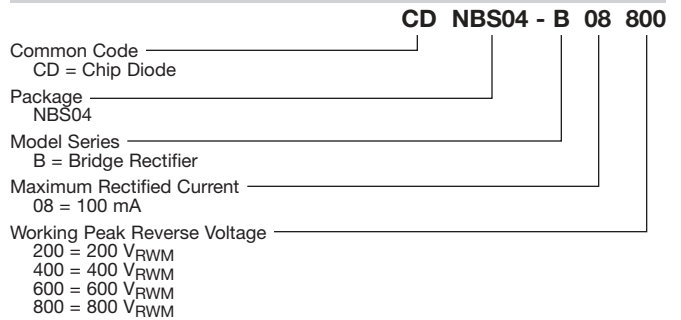 CD NBS04 - B 08 800
Common Code
CD = Chip Diode
Package
NBS04
Model Series
B = Bridge Rectifier
Maximum Rectified Current
08 = 100 mA
Working Peak Reverse Voltage
200 = 200 VRWM
400 = 400 VRWM
600 = 600 VRWM
800 = 800 VRWM